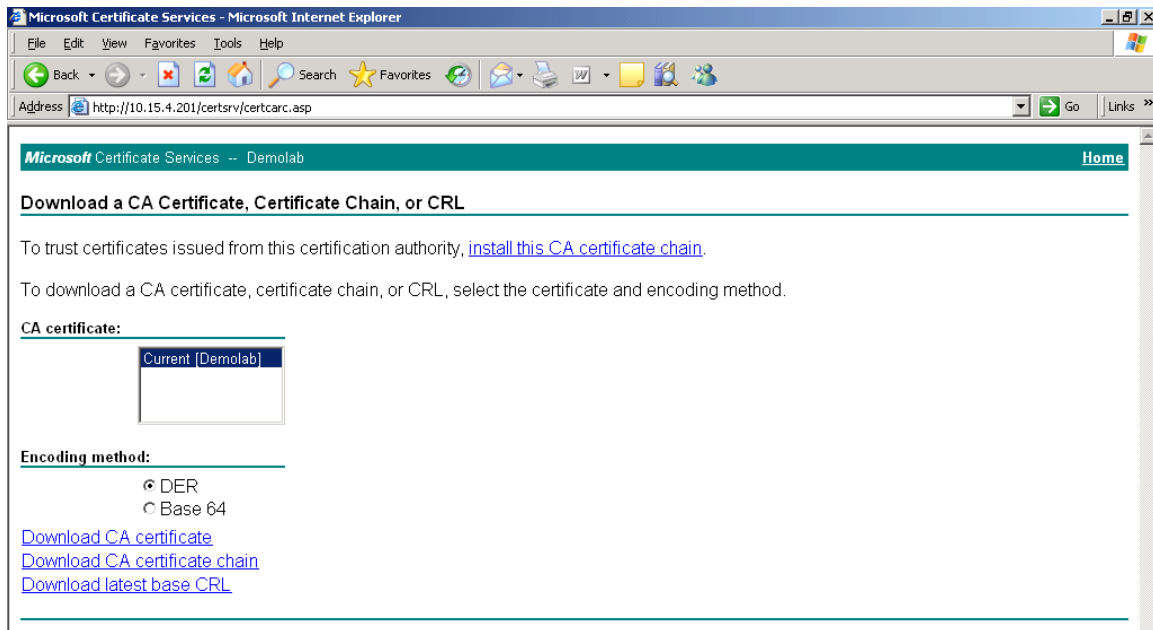 Microsoft Certificate Services - Microsoft Internet Explorer
File Edit View Favorites Tools Help
Back Search Favorites
Address http://10.15.4.201/certsrv/certcarc.asp Go Links »
Microsoft Certificate Services -- Demolab Home
Download a CA Certificate, Certificate Chain, or CRL
To trust certificates issued from this certification authority, install this CA certificate chain.
To download a CA certificate, certificate chain, or CRL, select the certificate and encoding method.
CA certificate:
Current [Demolab]
Encoding method:
DER
Base 64
Download CA certificate
Download CA certificate chain
Download latest base CRL